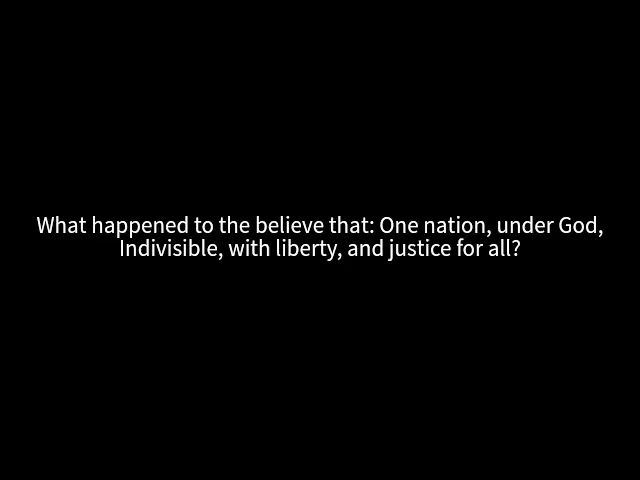 What happened to the believe that: One nation, under God,
Indivisible, with liberty, and justice for all?